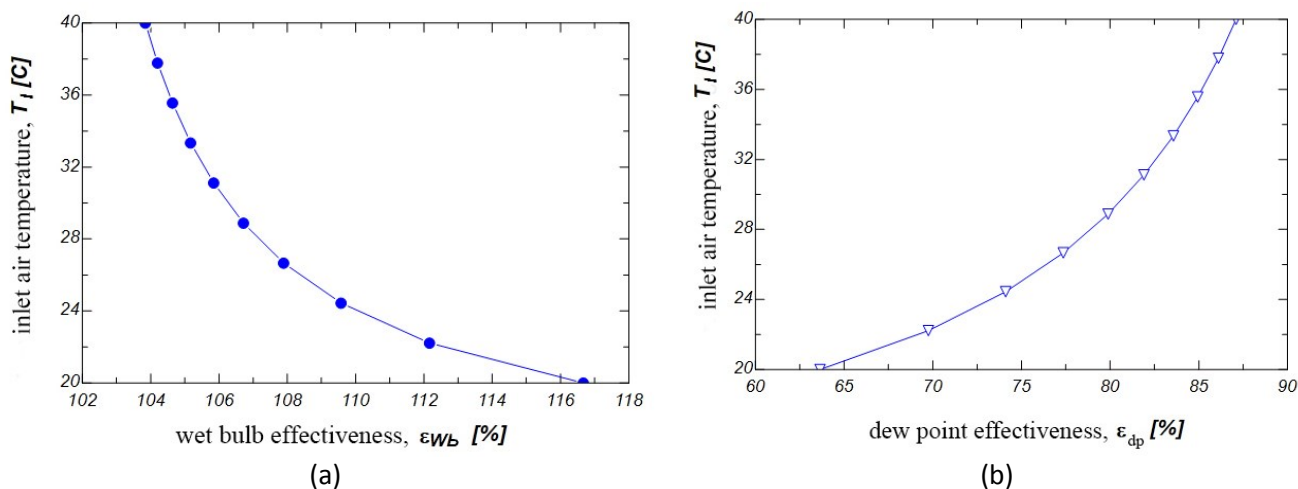 40
36
32
28
24
20
inlet air temperature, T1 [C]
102 104 106 108 110 112 114 116 118
wet bulb effectiveness, εWb [%]
(a)
40
36
32
28
24
20
inlet air temperature, T1 [C]
60 65 70 75 80 85 90
dew point effectiveness, εdp [%]
(b)